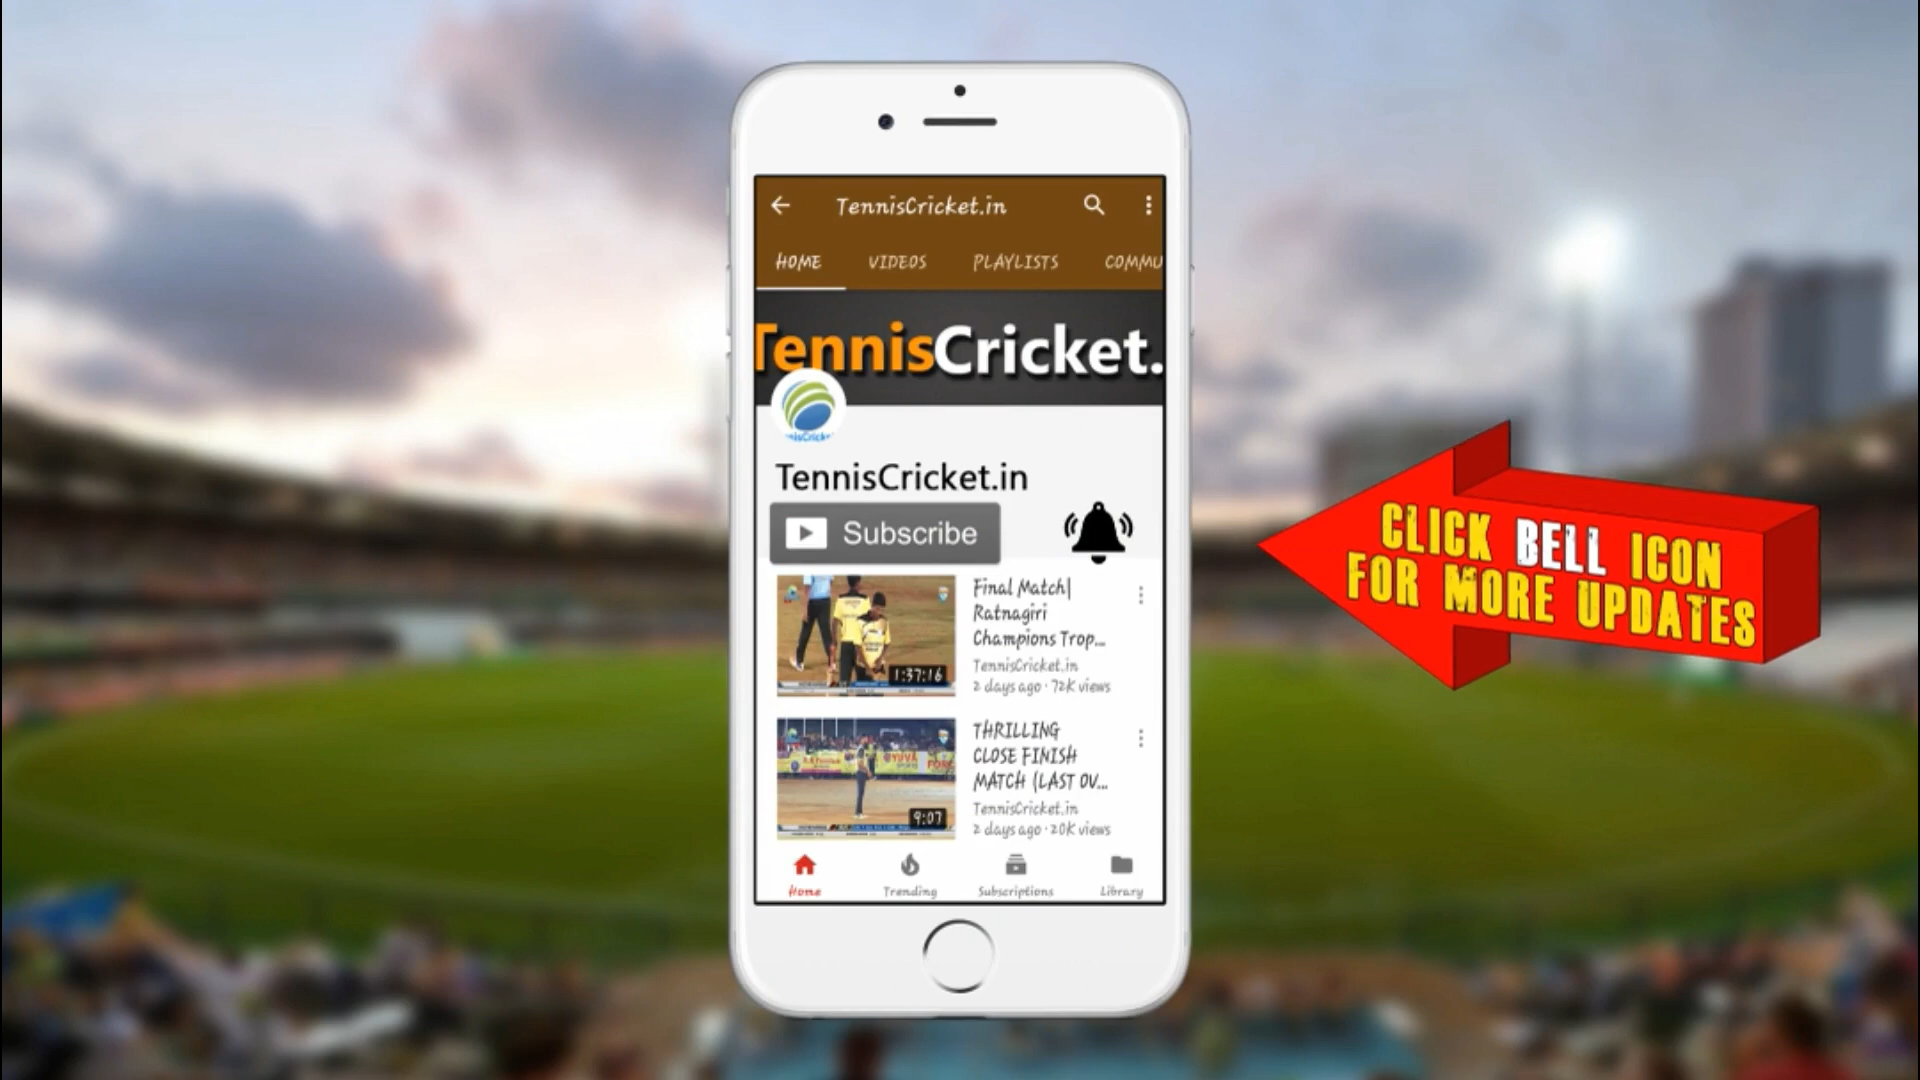 TennisCricket.in
HOME VIDEOS PLAYLISTS COMMU
TennisCricket.
TennisCricket.in
Subscribe
Final Match|
Ratnagiri
Champions Trop...
TennisCricket.in
2 days ago · 72K views
1:37:16
THRILLING
CLOSE FINISH
MATCH (LAST OV...
TennisCricket.in
2 days ago · 20K views
9:07
Home Trending Subscriptions Library
CLICK BELL ICON
FOR MORE UPDATES